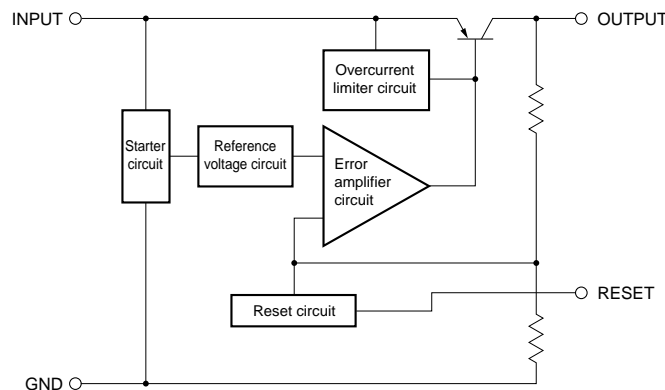 INPUT
OUTPUT
Overcurrent
limiter circuit
Starter
circuit
Reference
voltage circuit
Error
amplifier
circuit
Reset circuit
RESET
GND